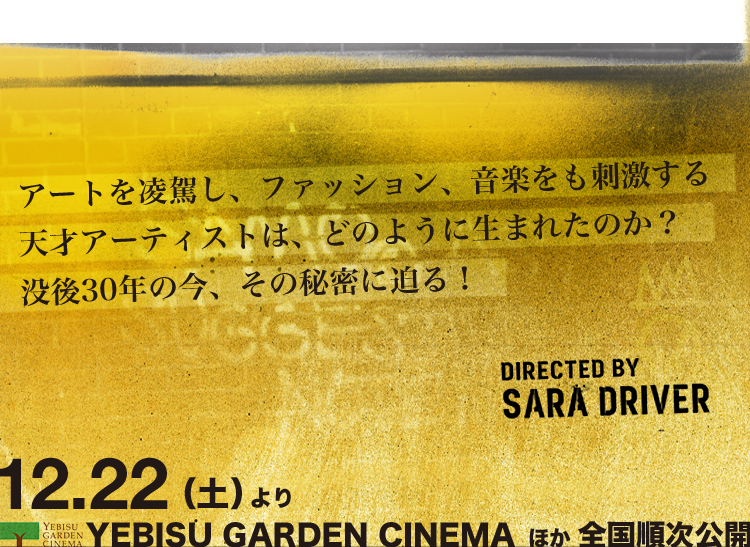 アートを凌駕し、ファッション、音楽をも刺激する
天才アーティストは、どのように生まれたのか？
没後30年の今、その秘密に迫る！
DIRECTED BY
SARA DRIVER
12.22（土）より
YEBISU
GARDEN
CINEMA
YEBISU GARDEN CINEMA ほか 全国順次公開